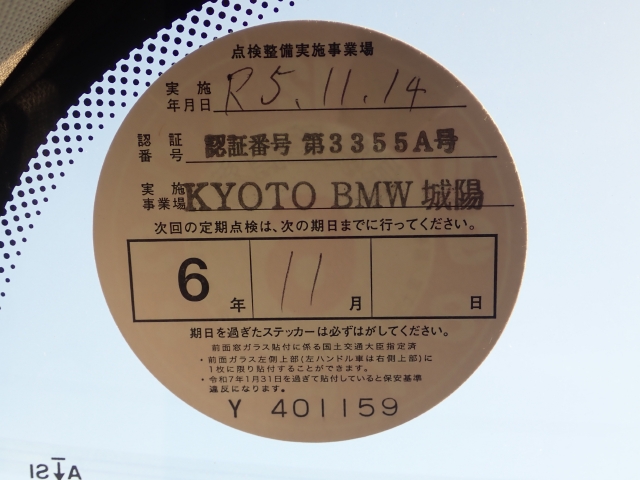 点検整備実施事業場
実施年月日 R5.11.14
認証番号 認証番号 第3355A号
実施事業場 KYOTO BMW 城陽
次回の定期点検は、次の期日までに行ってください。
6年 11月 日
期日を過ぎたステッカーは必ずはがしてください。
前面窓ガラス貼付に係る国土交通大臣指定済
・前面ガラス左側上部(左ハンドル車は右側上部)に
1枚に限り貼付することができます。
・令和7年1月31日を過ぎて貼付していると保安基準
違反になります。
Y 401159